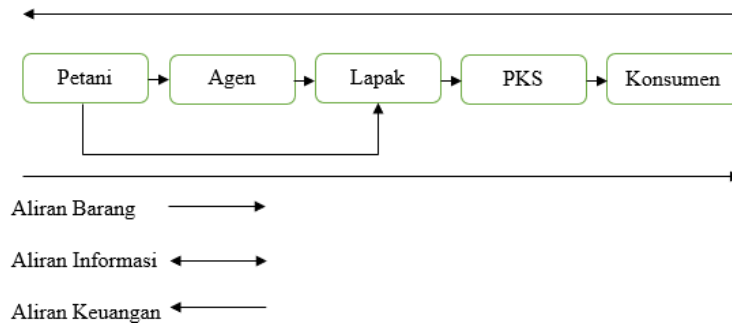 Petani Agen Lapak PKS Konsumen
Aliran Barang
Aliran Informasi
Aliran Keuangan